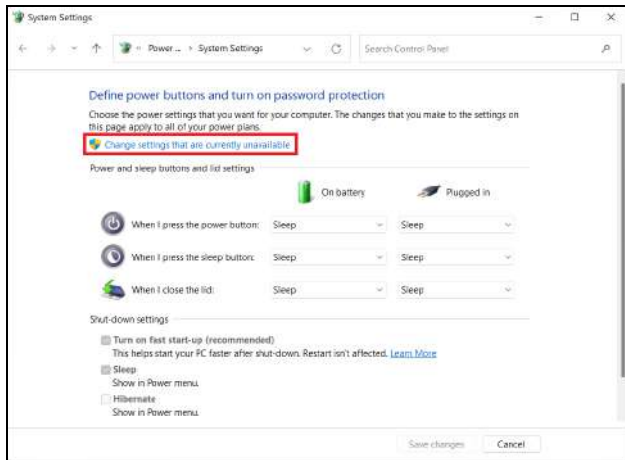 System Settings
« Power ... › System Settings
Search Control Panel
Define power buttons and turn on password protection
Choose the power settings that you want for your computer. The changes that you make to the settings on
this page apply to all of your power plans.
Change settings that are currently unavailable
Power and sleep buttons and lid settings
On battery Plugged in
When I press the power button: Sleep Sleep
When I press the sleep button: Sleep Sleep
When I close the lid: Sleep Sleep
Shut-down settings
Turn on fast start-up (recommended)
This helps start your PC faster after shut-down. Restart isn't affected. Learn More
Sleep
Show in Power menu.
Hibernate
Show in Power menu.
Save changes Cancel